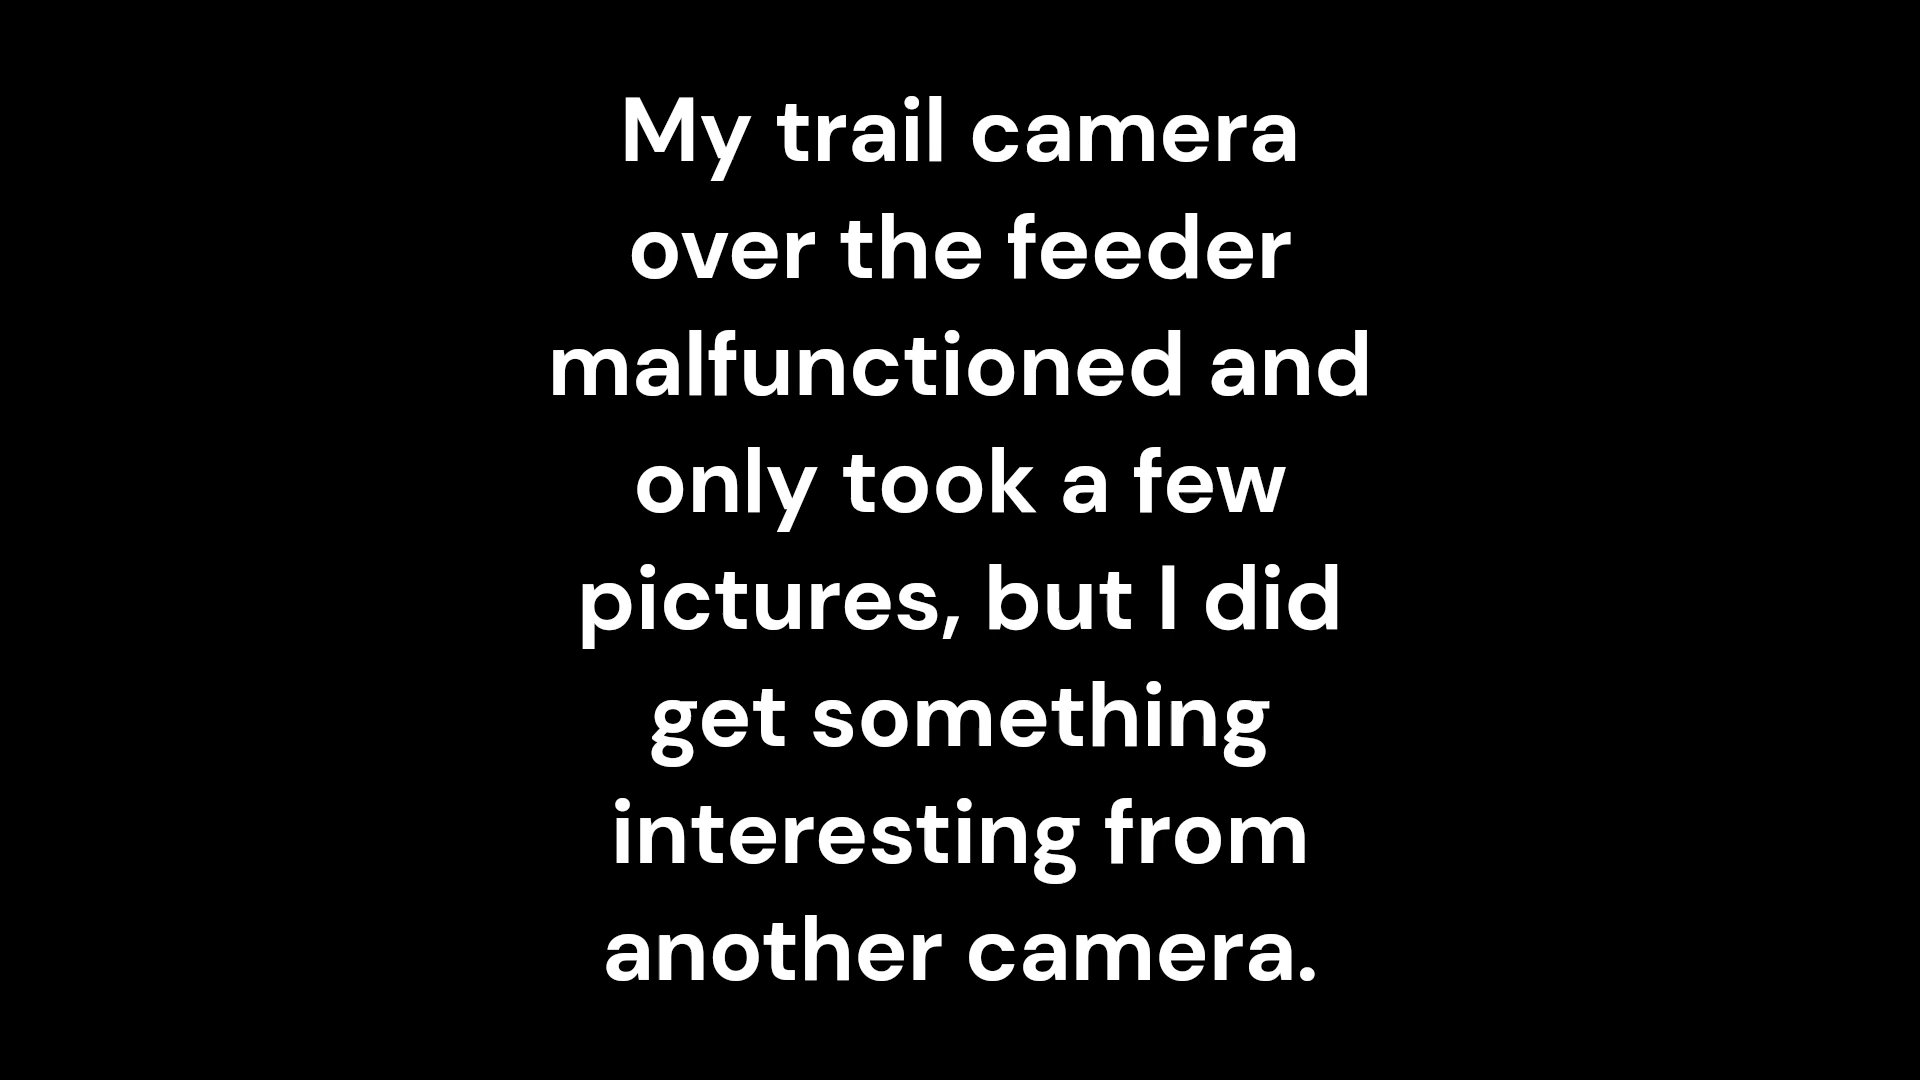 My trail camera
over the feeder
malfunctioned and
only took a few
pictures, but I did
get something
interesting from
another camera.